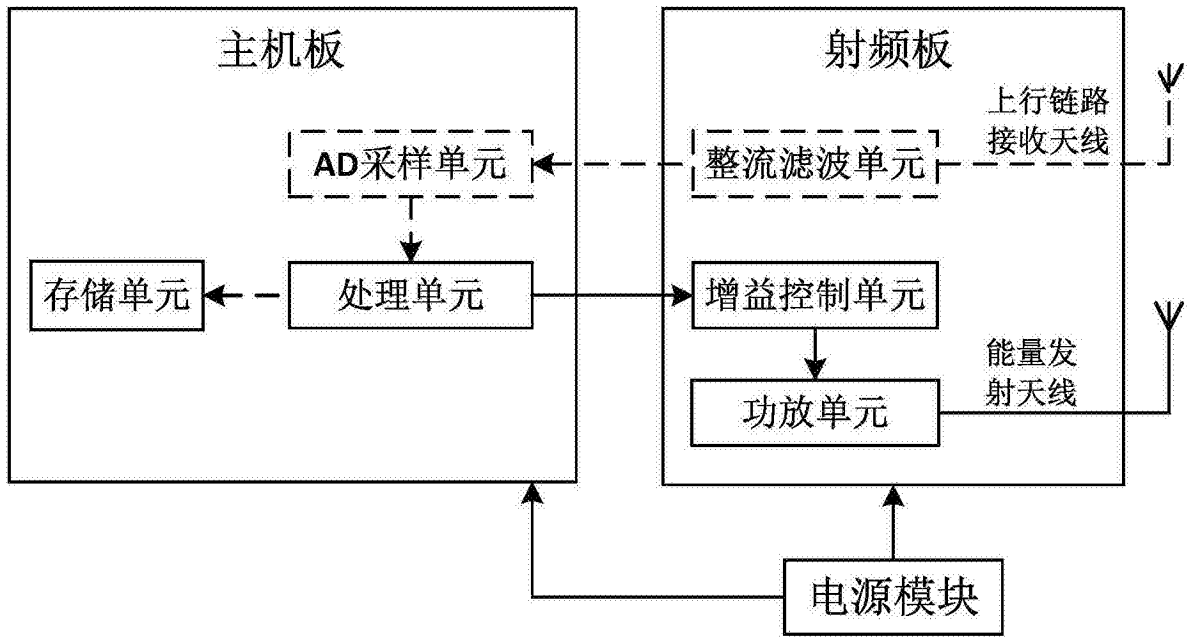 主机板
射频板
上行链路
接收天线
AD采样单元
整流滤波单元
存储单元
处理单元
增益控制单元
能量发
射天线
功放单元
电源模块